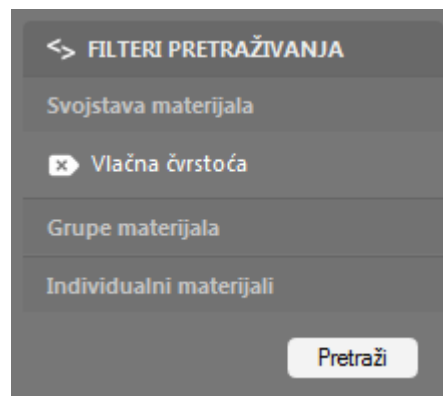 FILTERI PRETRAŽIVANJA
Svojstava materijala
Vlačna čvrstoća
Grupe materijala
Individualni materijali
Pretraži